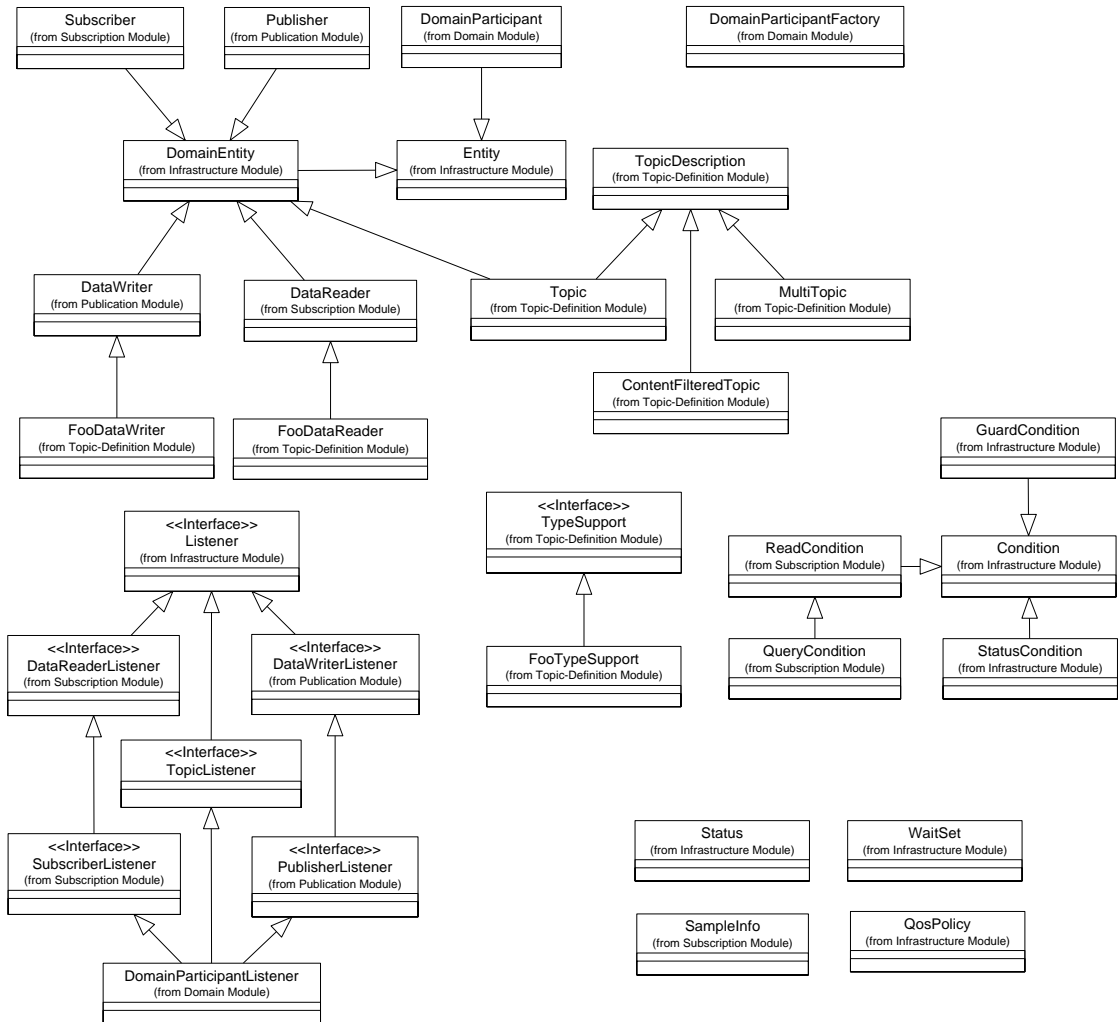 Subscriber
(from Subscription Module)
Publisher
(from Publication Module)
DomainParticipant
(from Domain Module)
DomainParticipantFactory
(from Domain Module)
DomainEntity
(from Infrastructure Module)
Entity
(from Infrastructure Module)
TopicDescription
(from Topic-Definition Module)
DataWriter
(from Publication Module)
DataReader
(from Subscription Module)
Topic
(from Topic-Definition Module)
MultiTopic
(from Topic-Definition Module)
ContentFilteredTopic
(from Topic-Definition Module)
FooDataWriter
(from Topic-Definition Module)
FooDataReader
(from Topic-Definition Module)
GuardCondition
(from Infrastructure Module)
<<Interface>>
Listener
(from Infrastructure Module)
<<Interface>>
TypeSupport
(from Topic-Definition Module)
ReadCondition
(from Subscription Module)
Condition
(from Infrastructure Module)
<<Interface>>
DataReaderListener
(from Subscription Module)
<<Interface>>
DataWriterListener
(from Publication Module)
FooTypeSupport
(from Topic-Definition Module)
QueryCondition
(from Subscription Module)
StatusCondition
(from Infrastructure Module)
<<Interface>>
TopicListener
<<Interface>>
SubscriberListener
(from Subscription Module)
<<Interface>>
PublisherListener
(from Publication Module)
Status
(from Infrastructure Module)
WaitSet
(from Infrastructure Module)
SampleInfo
(from Subscription Module)
QosPolicy
(from Infrastructure Module)
DomainParticipantListener
(from Domain Module)